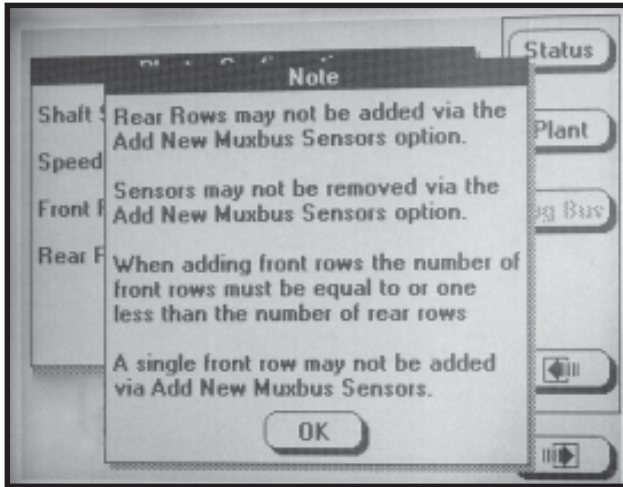 Status
Note
Shaft
Rear Rows may not be added via the
Add New Muxbus Sensors option.
Plant
Speed
Sensors may not be removed via the
Add New Muxbus Sensors option.
Front
Rear
When adding front rows the number of
front rows must be equal to or one
less than the number of rear rows
A single front row may not be added
via Add New Muxbus Sensors.
OK